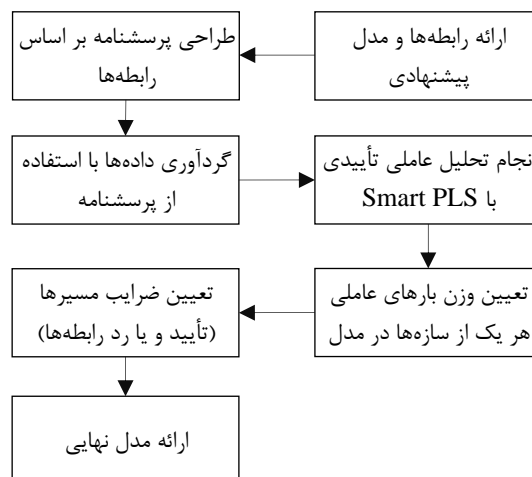 ارائه رابطه‌ها و مدل
پیشنهادی
طراحی پرسشنامه بر اساس
رابطه‌ها
گردآوری داده‌ها با استفاده
از پرسشنامه
انجام تحلیل عاملی تأییدی
با Smart PLS
تعیین وزن بارهای عاملی
هر یک از سازه‌ها در مدل
تعیین ضرایب مسیرها
(تأیید و یا رد رابطه‌ها)
ارائه مدل نهایی